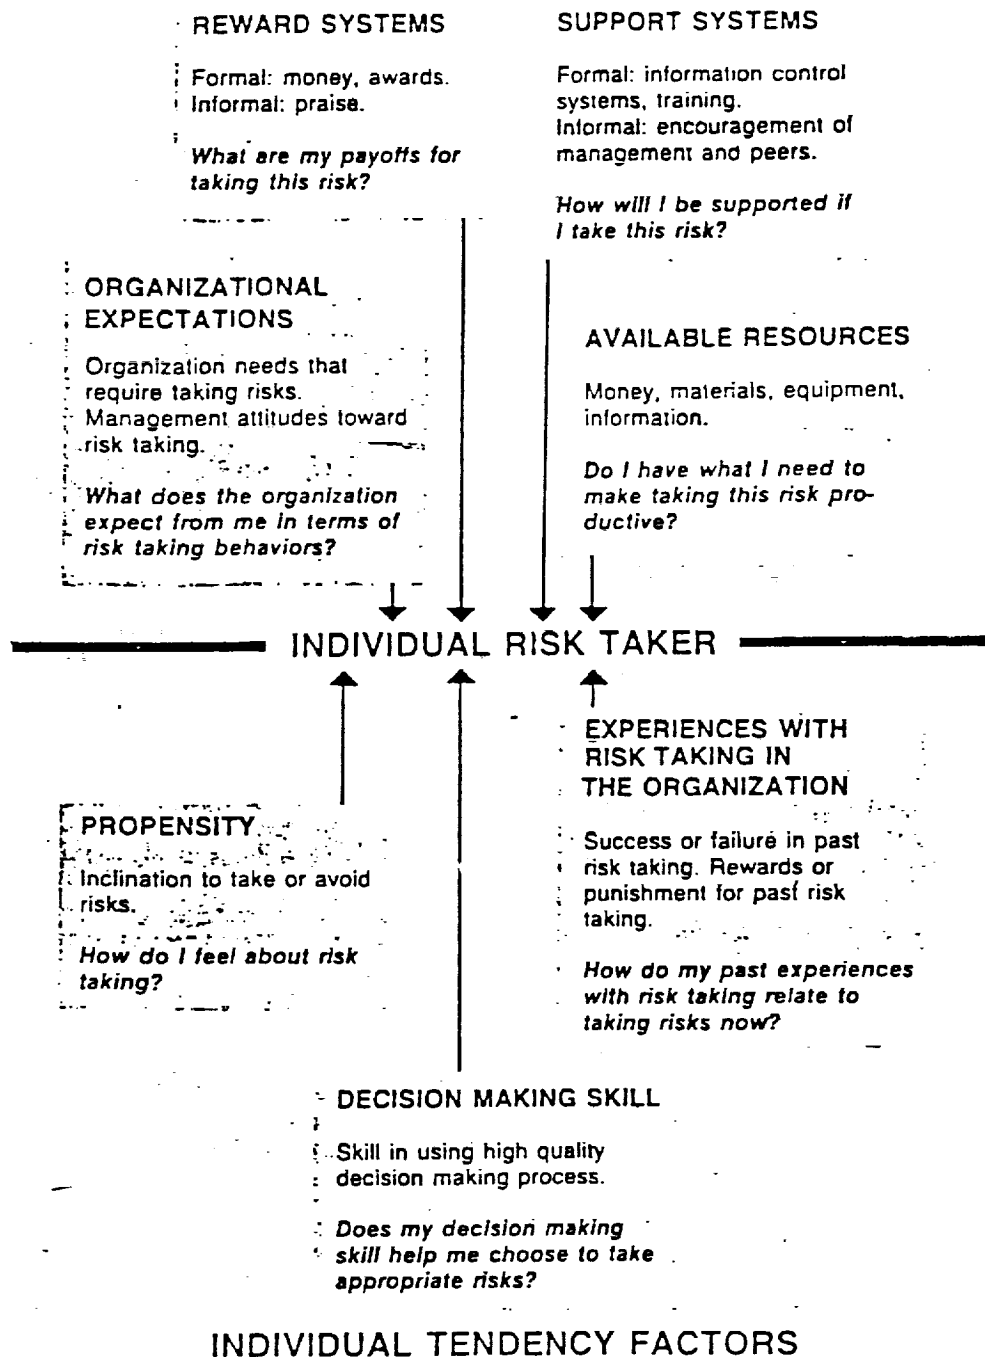 REWARD SYSTEMS
Formal: money, awards.
Informal: praise.
What are my payoffs for
taking this risk?
SUPPORT SYSTEMS
Formal: information control
systems, training.
Informal: encouragement of
management and peers.
How will I be supported if
I take this risk?
ORGANIZATIONAL
EXPECTATIONS
Organization needs that
require taking risks.
Management attitudes toward
risk taking.
What does the organization
expect from me in terms of
risk taking behaviors?
AVAILABLE RESOURCES
Money, materials, equipment,
information.
Do I have what I need to
make taking this risk pro-
ductive?
INDIVIDUAL RISK TAKER
PROPENSITY
Inclination to take or avoid
risks.
How do I feel about risk
taking?
EXPERIENCES WITH
RISK TAKING IN
THE ORGANIZATION
Success or failure in past
risk taking. Rewards or
punishment for past risk
taking.
How do my past experiences
with risk taking relate to
taking risks now?
DECISION MAKING SKILL
Skill in using high quality
decision making process.
Does my decision making
skill help me choose to take
appropriate risks?
INDIVIDUAL TENDENCY FACTORS